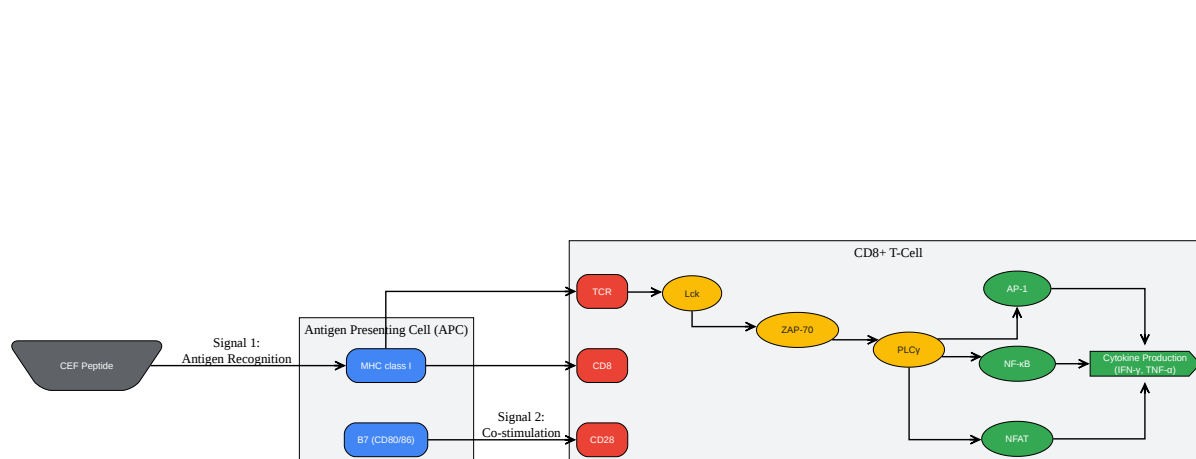 CD8+ T-Cell
TCR
Lck
AP-1
Antigen Presenting Cell (APC)
ZAP-70
Signal 1:
Antigen Recognition
PLCγ
CEF Peptide
MHC class I
CD8
NF-κB
Cytokine Production
(IFN-γ, TNF-α)
Signal 2:
Co-stimulation
B7 (CD80/86)
CD28
NFAT